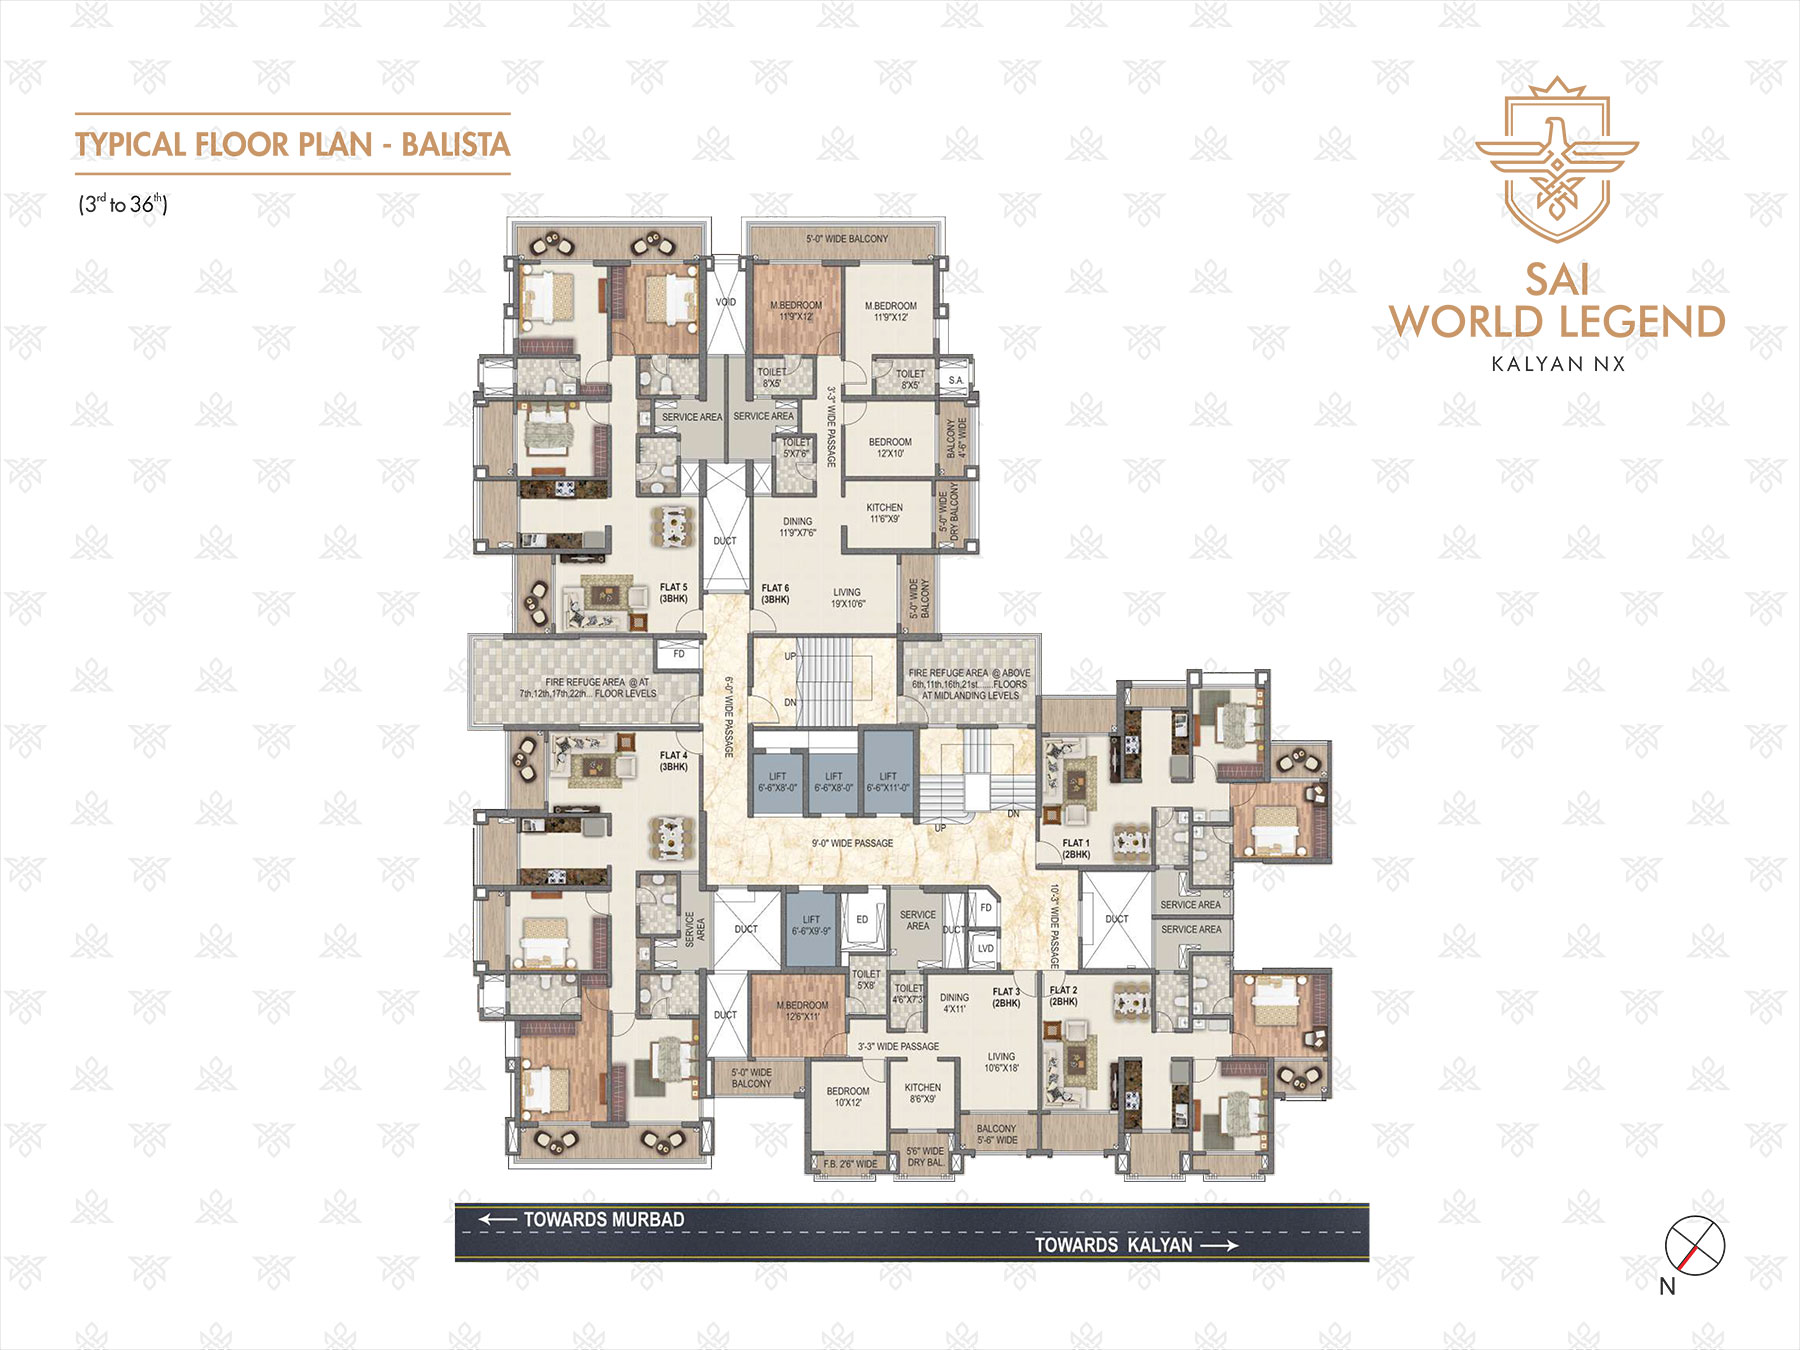 TYPICAL FLOOR PLAN - BALISTA
(3rd to 36th)
SAI
WORLD LEGEND
KALYAN NX
5'-0" WIDE BALCONY
VOID
M.BEDROOM
11'9"X12'
M.BEDROOM
11'9"X12'
TOILET
8'X5'
TOILET
8'X5'
S.A.
3'-3" WIDE PASSAGE
SERVICE AREA
SERVICE AREA
TOILET
5'X7'6"
BEDROOM
12'X10'
BALCONY
4'-6" WIDE
KITCHEN
11'6"X9'
5'-0" WIDE
DRY BALCONY
DINING
11'9"X7'6"
DUCT
FLAT 5
(3BHK)
FLAT 6
(3BHK)
LIVING
19'X10'6"
5'-0" WIDE
BALCONY
FD
UP
DN
FIRE REFUGE AREA @ AT
7th,12th,17th,22th... FLOOR LEVELS
FIRE REFUGE AREA @ ABOVE
6th,11th,16th,21st......FLOORS
AT MIDLANDING LEVELS
6'-0" WIDE PASSAGE
FLAT 4
(3BHK)
LIFT
6'-6"X8'-0"
LIFT
6'-6"X8'-0"
LIFT
6'-6"X11'-0"
UP
DN
9'-0" WIDE PASSAGE
FLAT 1
(2BHK)
10'-3" WIDE PASSAGE
SERVICE
AREA
DUCT
LIFT
6'-6"X9'-9"
ED
SERVICE
AREA
DUCT
FD
LVD
DUCT
SERVICE AREA
SERVICE AREA
TOILET
5'X8'
TOILET
4'6"X7'3"
DINING
4'X11'
FLAT 3
(2BHK)
FLAT 2
(2BHK)
DUCT
M.BEDROOM
12'6"X11'
3'-3" WIDE PASSAGE
LIVING
10'6"X18'
5'-0" WIDE
BALCONY
BEDROOM
10'X12'
KITCHEN
8'6"X9'
BALCONY
5'-6" WIDE
F.B. 2'6" WIDE
5'6" WIDE
DRY BAL.
TOWARDS MURBAD
TOWARDS KALYAN
N